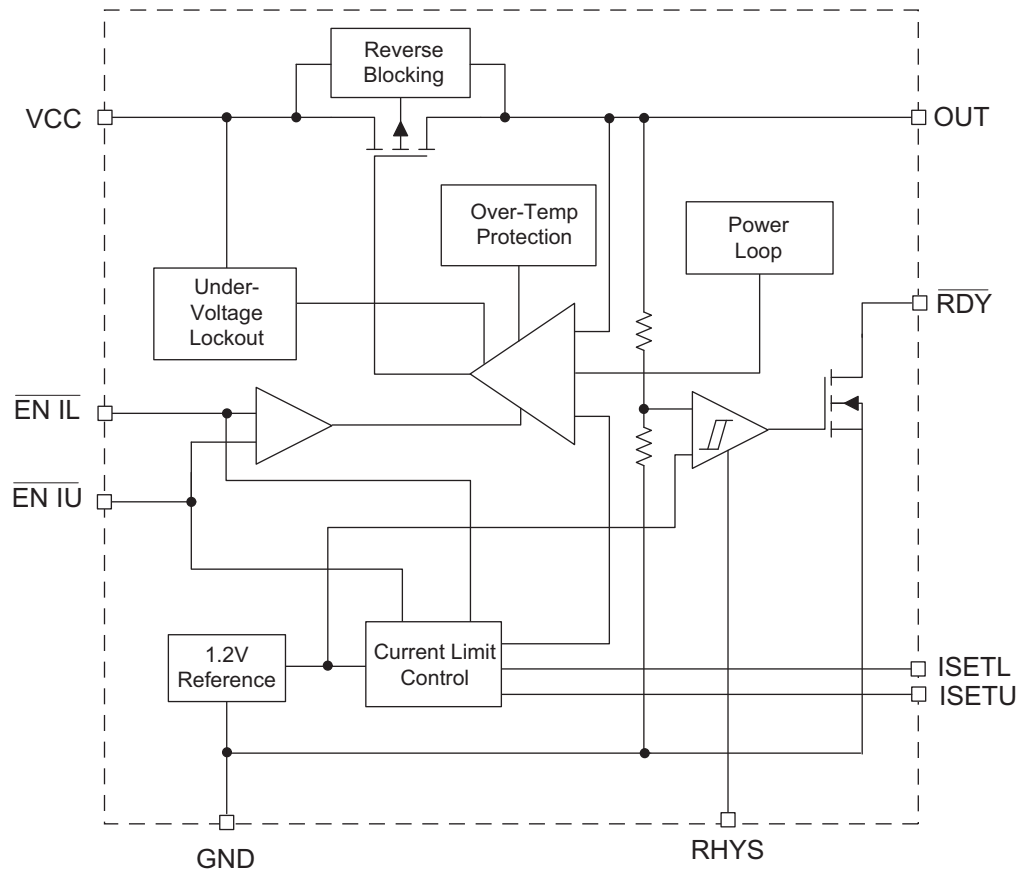 Reverse
Blocking
VCC
OUT
Over-Temp
Protection
Power
Loop
Under-
Voltage
Lockout
RDY
EN IL
EN IU
1.2V
Reference
Current Limit
Control
ISETL
ISETU
GND
RHYS